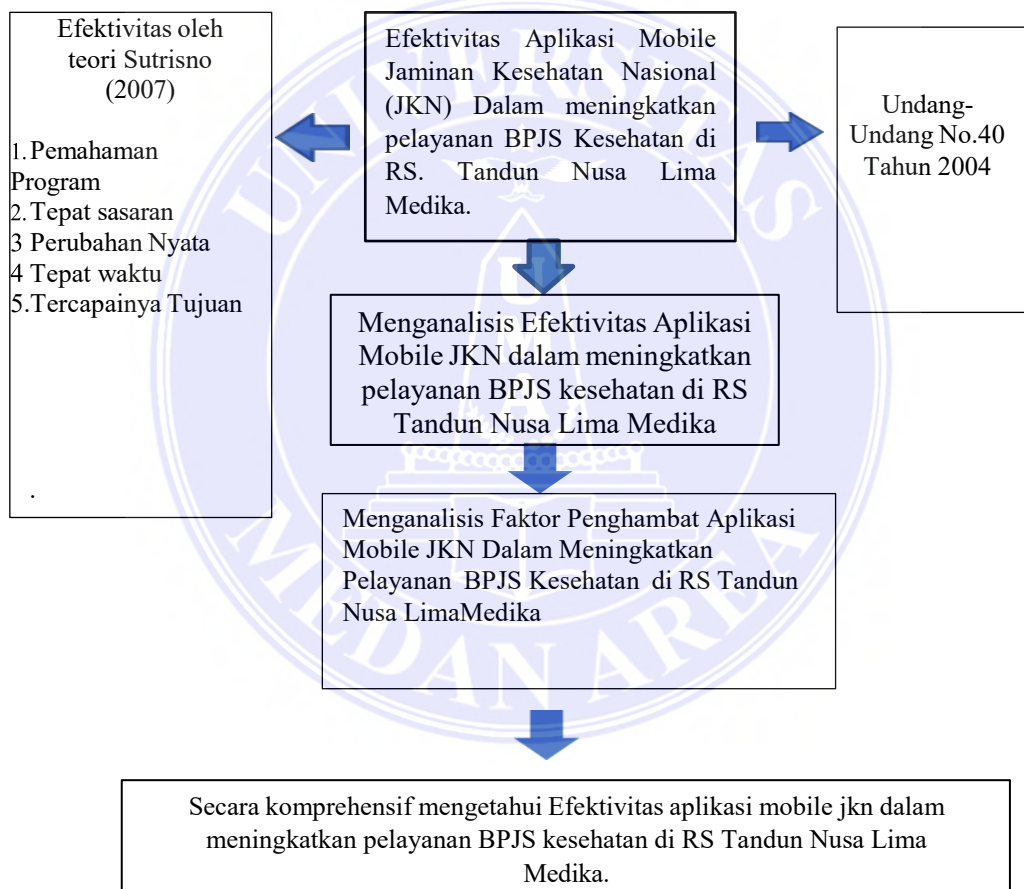 Efektivitas oleh
teori Sutrisno
(2007)
1. Pemahaman
Program
2. Tepat sasaran
3 Perubahan Nyata
4 Tepat waktu
5.Tercapainya Tujuan
.
Efektivitas Aplikasi Mobile
Jaminan Kesehatan Nasional
(JKN) Dalam meningkatkan
pelayanan BPJS Kesehatan di
RS. Tandun Nusa Lima
Medika.
Undang-
Undang No.40
Tahun 2004
Menganalisis Efektivitas Aplikasi
Mobile JKN dalam meningkatkan
pelayanan BPJS kesehatan di RS
Tandun Nusa Lima Medika
Menganalisis Faktor Penghambat Aplikasi
Mobile JKN Dalam Meningkatkan
Pelayanan BPJS Kesehatan di RS Tandun
Nusa LimaMedika
Secara komprehensif mengetahui Efektivitas aplikasi mobile jkn dalam
meningkatkan pelayanan BPJS kesehatan di RS Tandun Nusa Lima
Medika.
UNIVERSITAS
MEDAN AREA
UMA